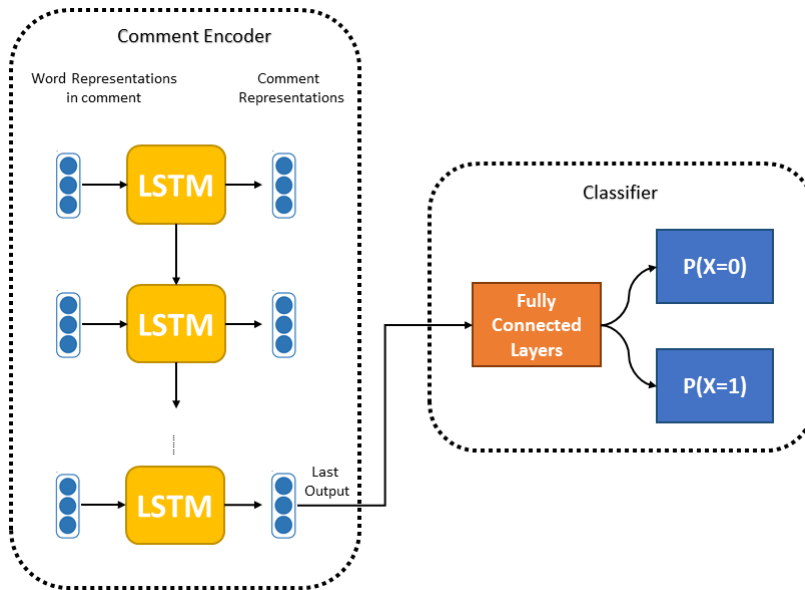 Comment Encoder
Word Representations
in comment
Comment
Representations
LSTM
LSTM
LSTM
Last
Output
Classifier
Fully
Connected
Layers
P(X=0)
P(X=1)